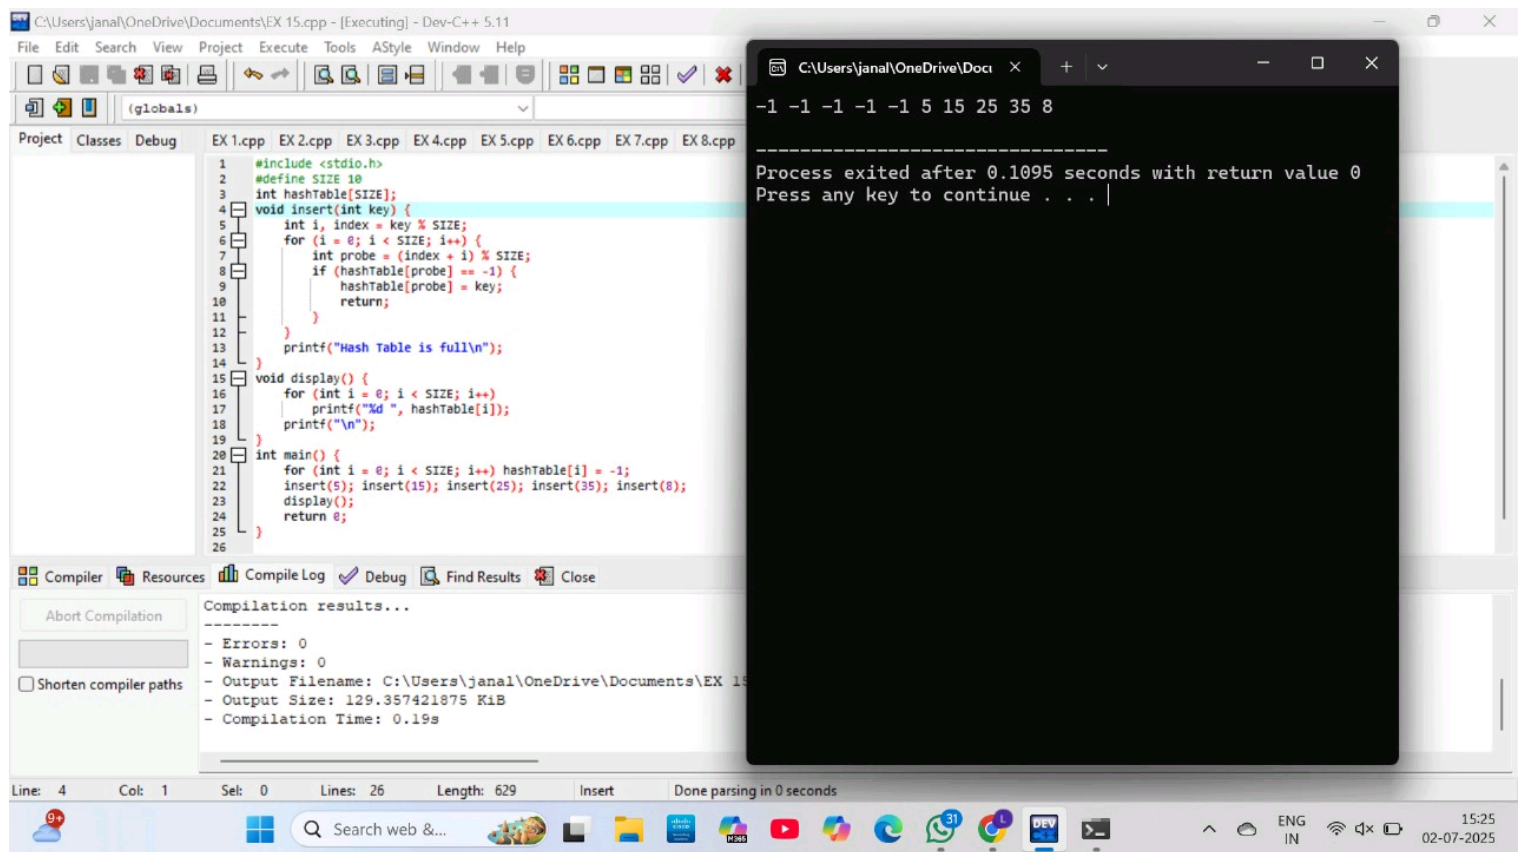 C:\Users\janal\OneDrive\Documents\EX 15.cpp - [Executing] - Dev-C++ 5.11
File Edit Search View Project Execute Tools AStyle Window Help
(globals)
Project Classes Debug
EX 1.cpp EX 2.cpp EX 3.cpp EX 4.cpp EX 5.cpp EX 6.cpp EX 7.cpp EX 8.cpp
1 #include <stdio.h>
2 #define SIZE 10
3 int hashTable[SIZE];
4 void insert(int key) {
5 int i, index = key % SIZE;
6 for (i = 0; i < SIZE; i++) {
7 int probe = (index + i) % SIZE;
8 if (hashTable[probe] == -1) {
9 hashTable[probe] = key;
10 return;
11 }
12 }
13 printf("Hash Table is full\n");
14 }
15 void display() {
16 for (int i = 0; i < SIZE; i++)
17 printf("%d ", hashTable[i]);
18 printf("\n");
19 }
20 int main() {
21 for (int i = 0; i < SIZE; i++) hashTable[i] = -1;
22 insert(5); insert(15); insert(25); insert(35); insert(8);
23 display();
24 return 0;
25 }
26
C:\Users\janal\OneDrive\Docu
-1 -1 -1 -1 -1 5 15 25 35 8
--------------------------------
Process exited after 0.1095 seconds with return value 0
Press any key to continue . . .
Compiler Resources Compile Log Debug Find Results Close
Abort Compilation
Shorten compiler paths
Compilation results...
--------
- Errors: 0
- Warnings: 0
- Output Filename: C:\Users\janal\OneDrive\Documents\EX 15
- Output Size: 129.357421875 KiB
- Compilation Time: 0.19s
Line: 4 Col: 1 Sel: 0 Lines: 26 Length: 629 Insert Done parsing in 0 seconds
9+
Search web &...
M365
31
L
DEV
ENG
IN
15:25
02-07-2025